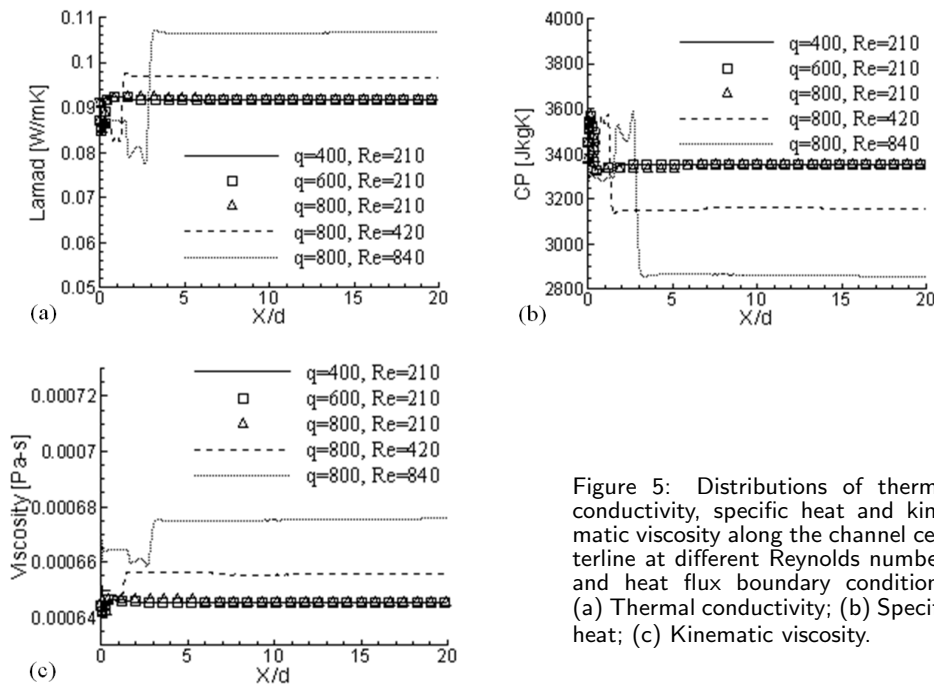 0.11
0.1
0.09
0.08
0.07
0.06
0.05
Lamad [W/mK]
q=400, Re=210
q=600, Re=210
q=800, Re=210
q=800, Re=420
q=800, Re=840
0 5 10 15 20
X/d
(a)
4000
3800
3600
3400
3200
3000
2800
CP [JkgK]
q=400, Re=210
q=600, Re=210
q=800, Re=210
q=800, Re=420
q=800, Re=840
0 5 10 15 20
X/d
(b)
0.00072
0.0007
0.00068
0.00066
0.00064
Viscosity [Pa-s]
q=400, Re=210
q=600, Re=210
q=800, Re=210
q=800, Re=420
q=800, Re=840
0 5 10 15 20
X/d
(c)
Figure 5: Distributions of therm
conductivity, specific heat and kin
matic viscosity along the channel ce
terline at different Reynolds numbe
and heat flux boundary condition
(a) Thermal conductivity; (b) Specif
heat; (c) Kinematic viscosity.